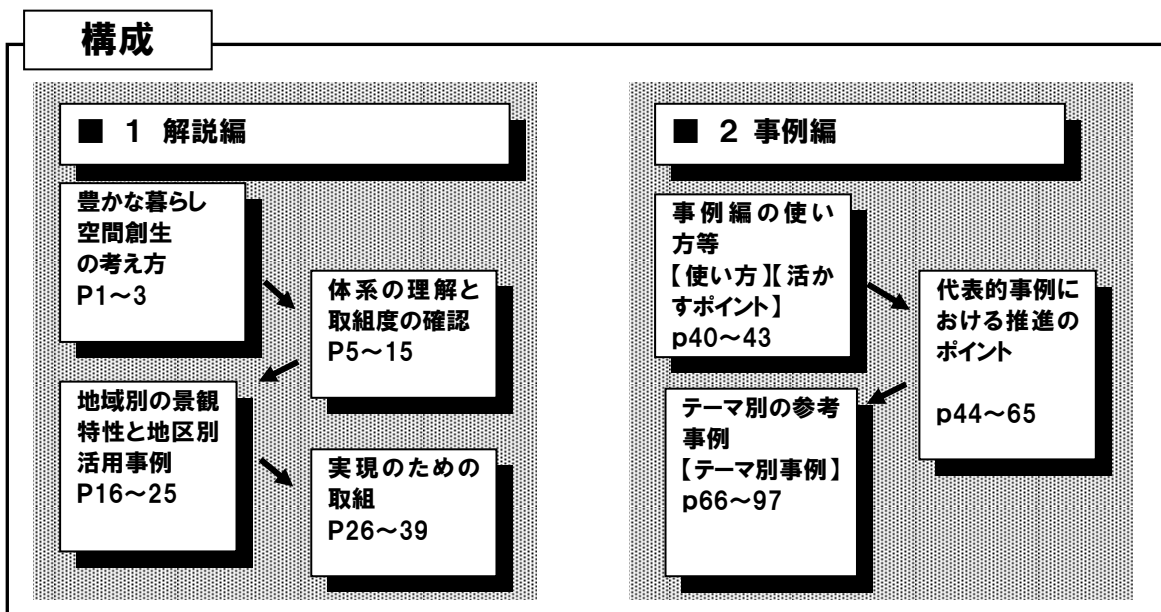 構成
■ 1 解説編
豊かな暮らし
空間創生
の考え方
P1~3
体系の理解と
取組度の確認
P5~15
地域別の景観
特性と地区別
活用事例
P16~25
実現のための
取組
P26~39
■ 2 事例編
事例編の使い
方等
【使い方】【活か
すポイント】
p40~43
代表的事例に
おける推進の
ポイント
p44~65
テーマ別の参考
事例
【テーマ別事例】
p66~97